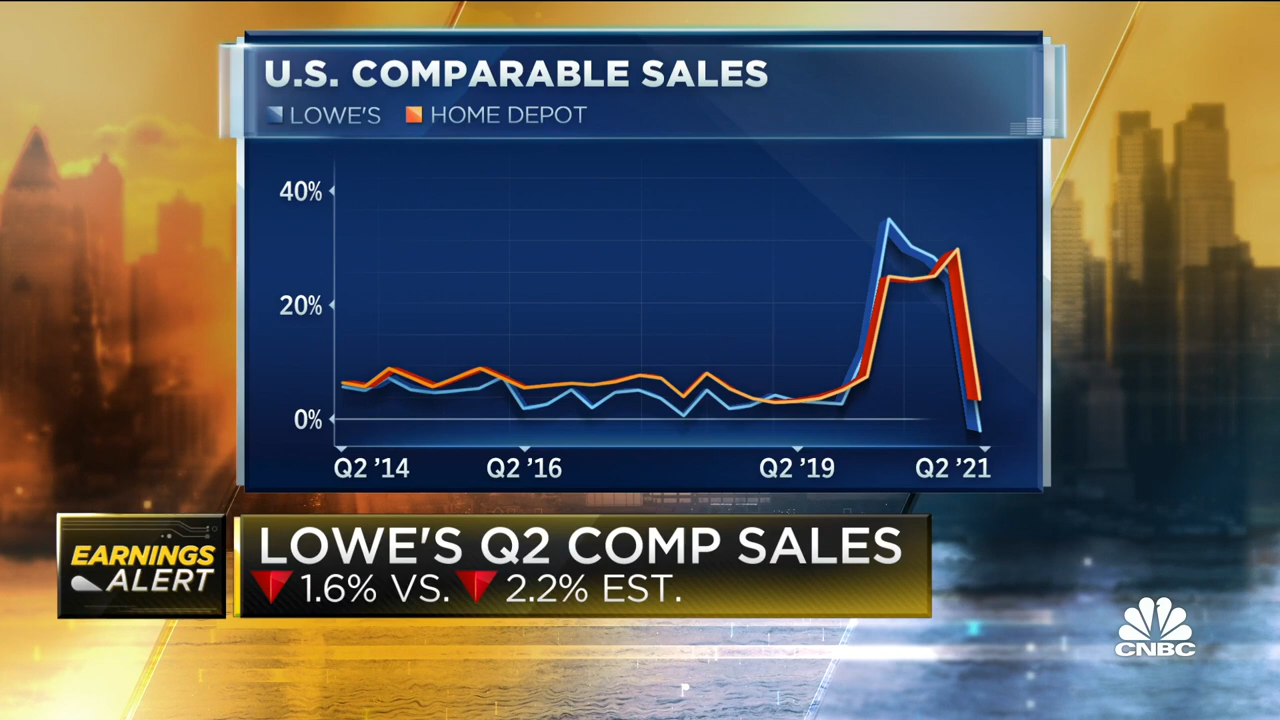 U.S. COMPARABLE SALES
LOWE'S HOME DEPOT
40%
20%
0%
Q2 '14 Q2 '16 Q2 '19 Q2 '21
EARNINGS
ALERT
LOWE'S Q2 COMP SALES
1.6% VS. 2.2% EST.
CNBC
P